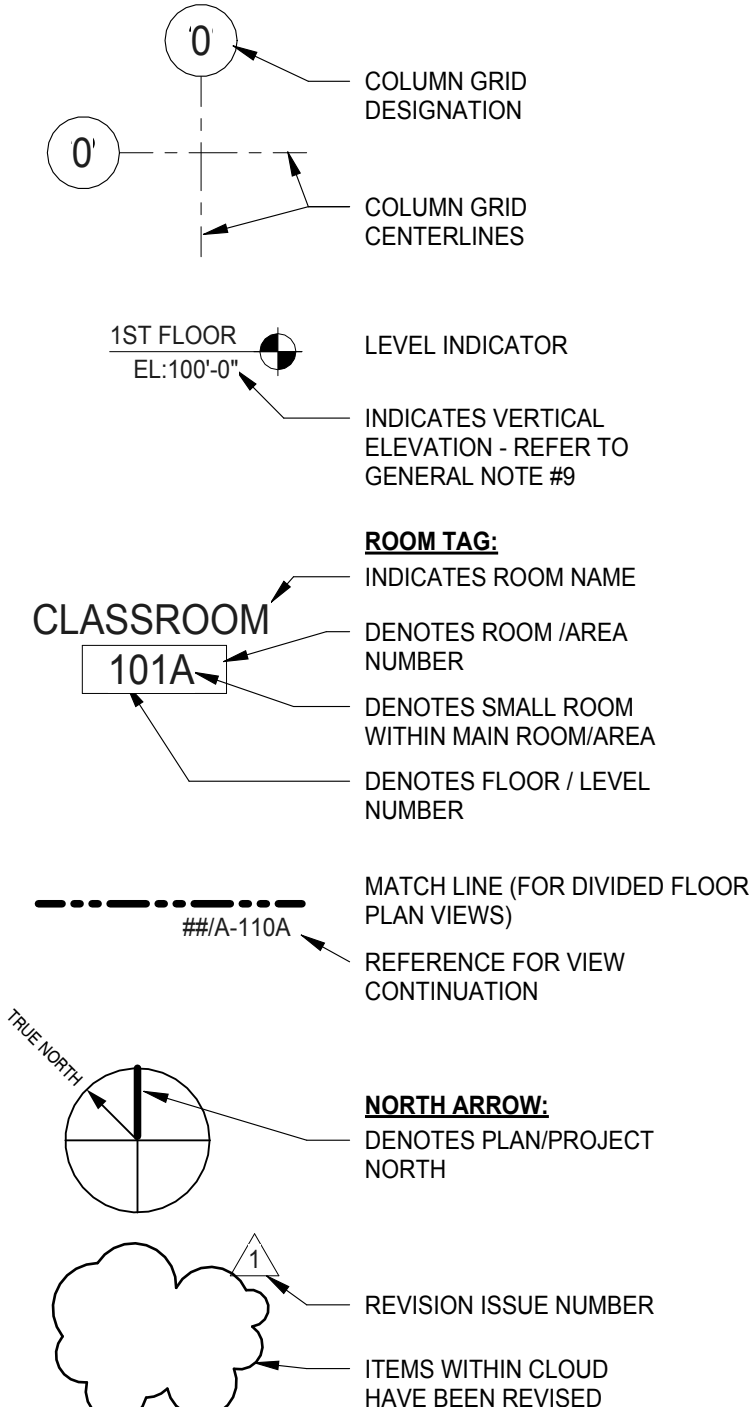 0
COLUMN GRID
DESIGNATION
0
COLUMN GRID
CENTERLINES
1ST FLOOR
EL:100'-0"
LEVEL INDICATOR
INDICATES VERTICAL
ELEVATION - REFER TO
GENERAL NOTE #9
ROOM TAG:
INDICATES ROOM NAME
CLASSROOM
101A
DENOTES ROOM /AREA
NUMBER
DENOTES SMALL ROOM
WITHIN MAIN ROOM/AREA
DENOTES FLOOR / LEVEL
NUMBER
MATCH LINE (FOR DIVIDED FLOOR
PLAN VIEWS)
##/A-110A
REFERENCE FOR VIEW
CONTINUATION
TRUE NORTH
NORTH ARROW:
DENOTES PLAN/PROJECT
NORTH
1
REVISION ISSUE NUMBER
ITEMS WITHIN CLOUD
HAVE BEEN REVISED